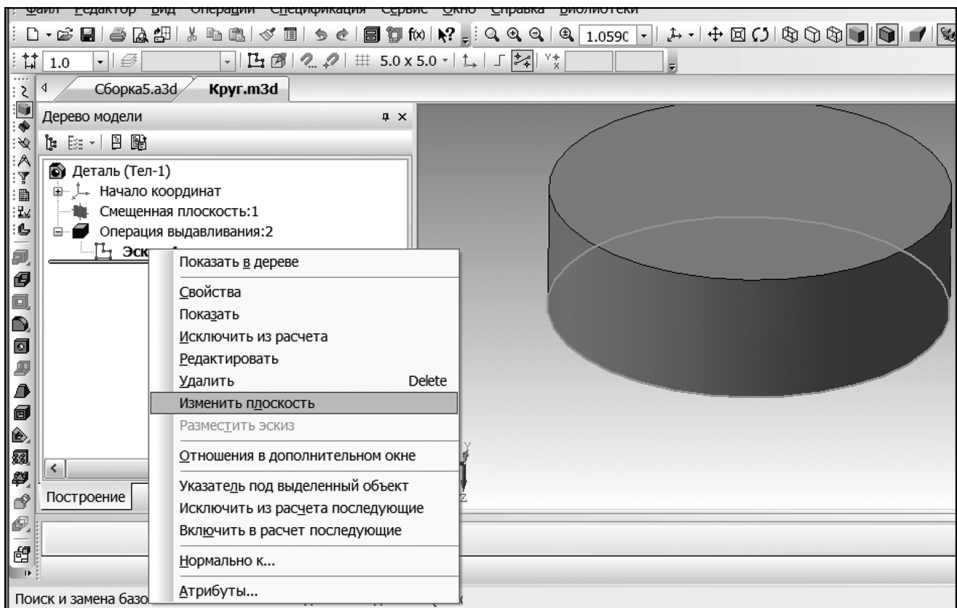 Файл Редактор Вид Операции Спецификация Сервис Окно Справка Библиотеки
1.059
1.0 5.0 x 5.0
Сборка5.a3d Круг.m3d
Дерево модели
Деталь (Тел-1)
Начало координат
Смещенная плоскость:1
Операция выдавливания:2
Показать в дереве
Свойства
Показать
Исключить из расчета
Редактировать
Удалить Delete
Изменить плоскость
Разместить эскиз
Отношения в дополнительном окне
Указатель под выделенный объект
Исключить из расчета последующие
Включить в расчет последующие
Нормально к...
Атрибуты...
Построение
Y
Z
Поиск и замена